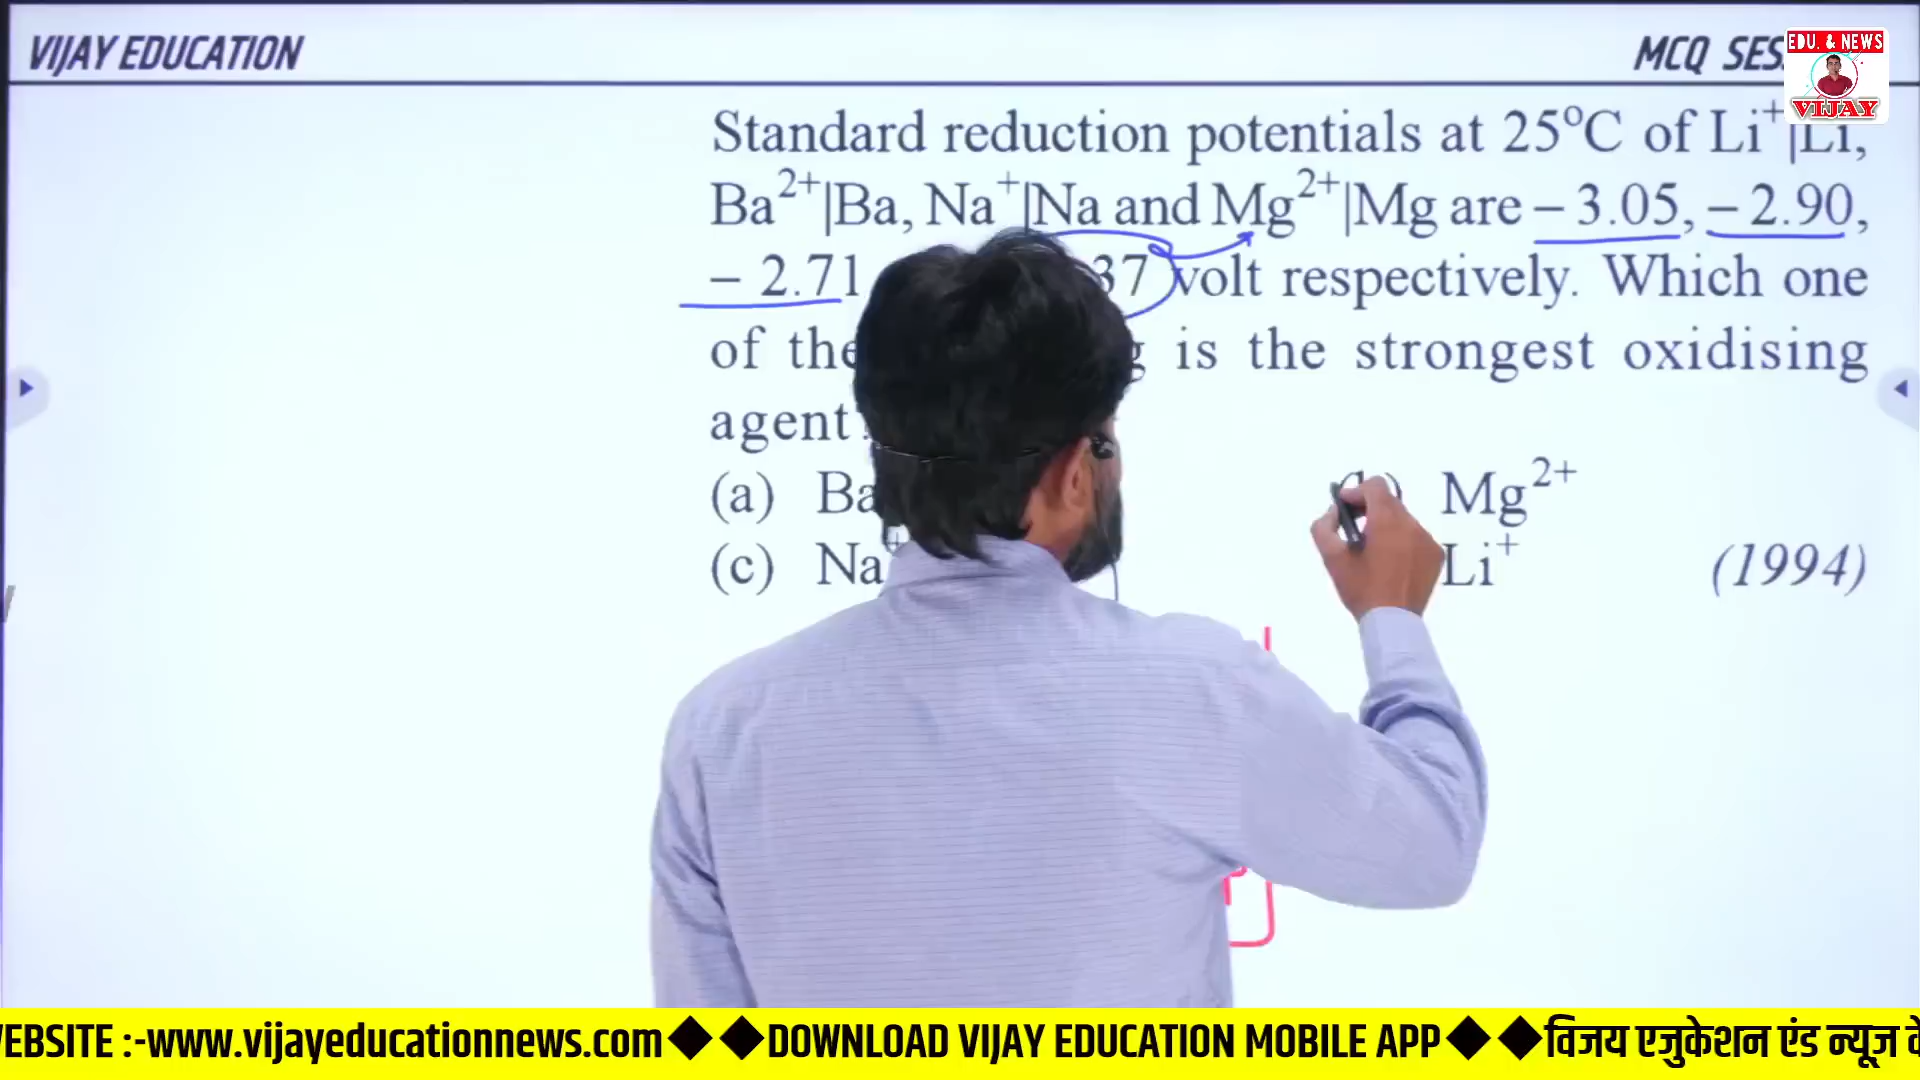 VIJAY EDUCATION
MCQ SES
EDU. & NEWS
VIJAY
Standard reduction potentials at 25°C of Li⁺|Li,
Ba²⁺|Ba, Na⁺|Na and Mg²⁺|Mg are – 3.05, – 2.90,
– 2.71 37 volt respectively. Which one
of the g is the strongest oxidising
agent
(a) Ba Mg²⁺
(c) Na⁺ Li⁺ (1994)
WEBSITE :-www.vijayeducationnews.com◆◆DOWNLOAD VIJAY EDUCATION MOBILE APP◆◆विजय एजुकेशन एंड न्यूज़ के